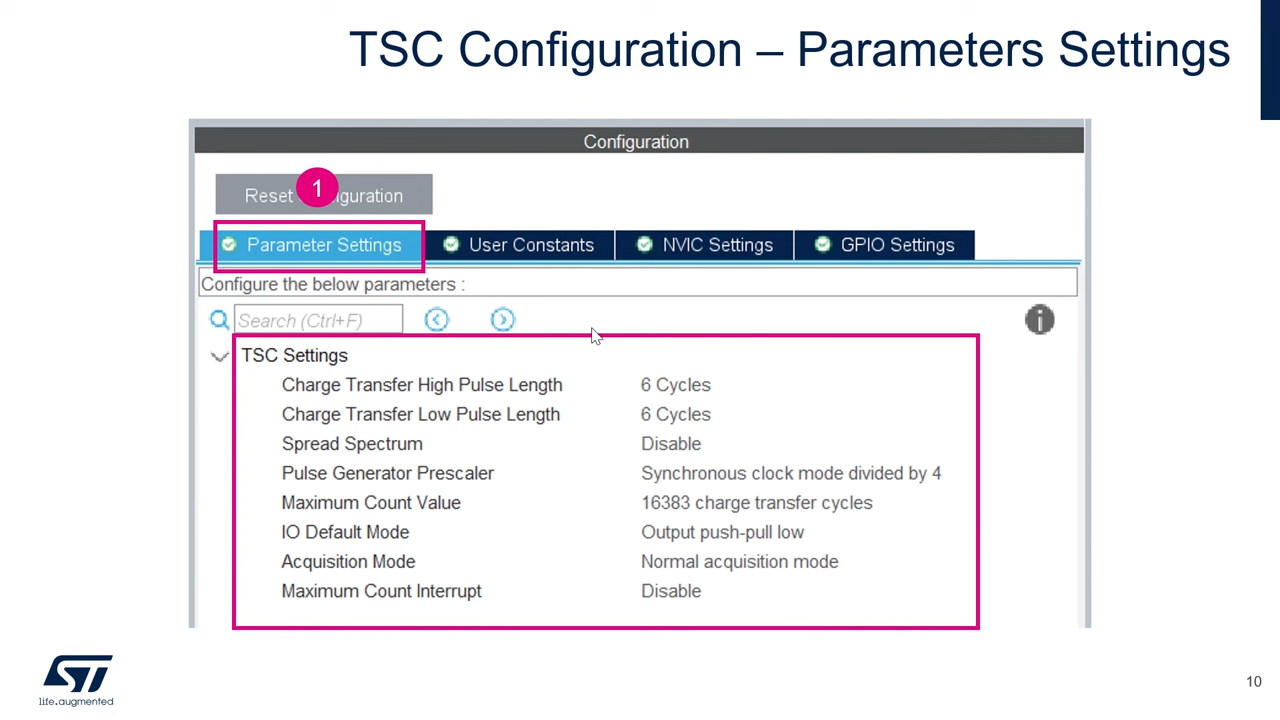 TSC Configuration – Parameters Settings
Configuration
1
Reset guration
Parameter Settings User Constants NVIC Settings GPIO Settings
Configure the below parameters :
Search (Ctrl+F)
TSC Settings
Charge Transfer High Pulse Length 6 Cycles
Charge Transfer Low Pulse Length 6 Cycles
Spread Spectrum Disable
Pulse Generator Prescaler Synchronous clock mode divided by 4
Maximum Count Value 16383 charge transfer cycles
IO Default Mode Output push-pull low
Acquisition Mode Normal acquisition mode
Maximum Count Interrupt Disable
ST
life.augmented
10